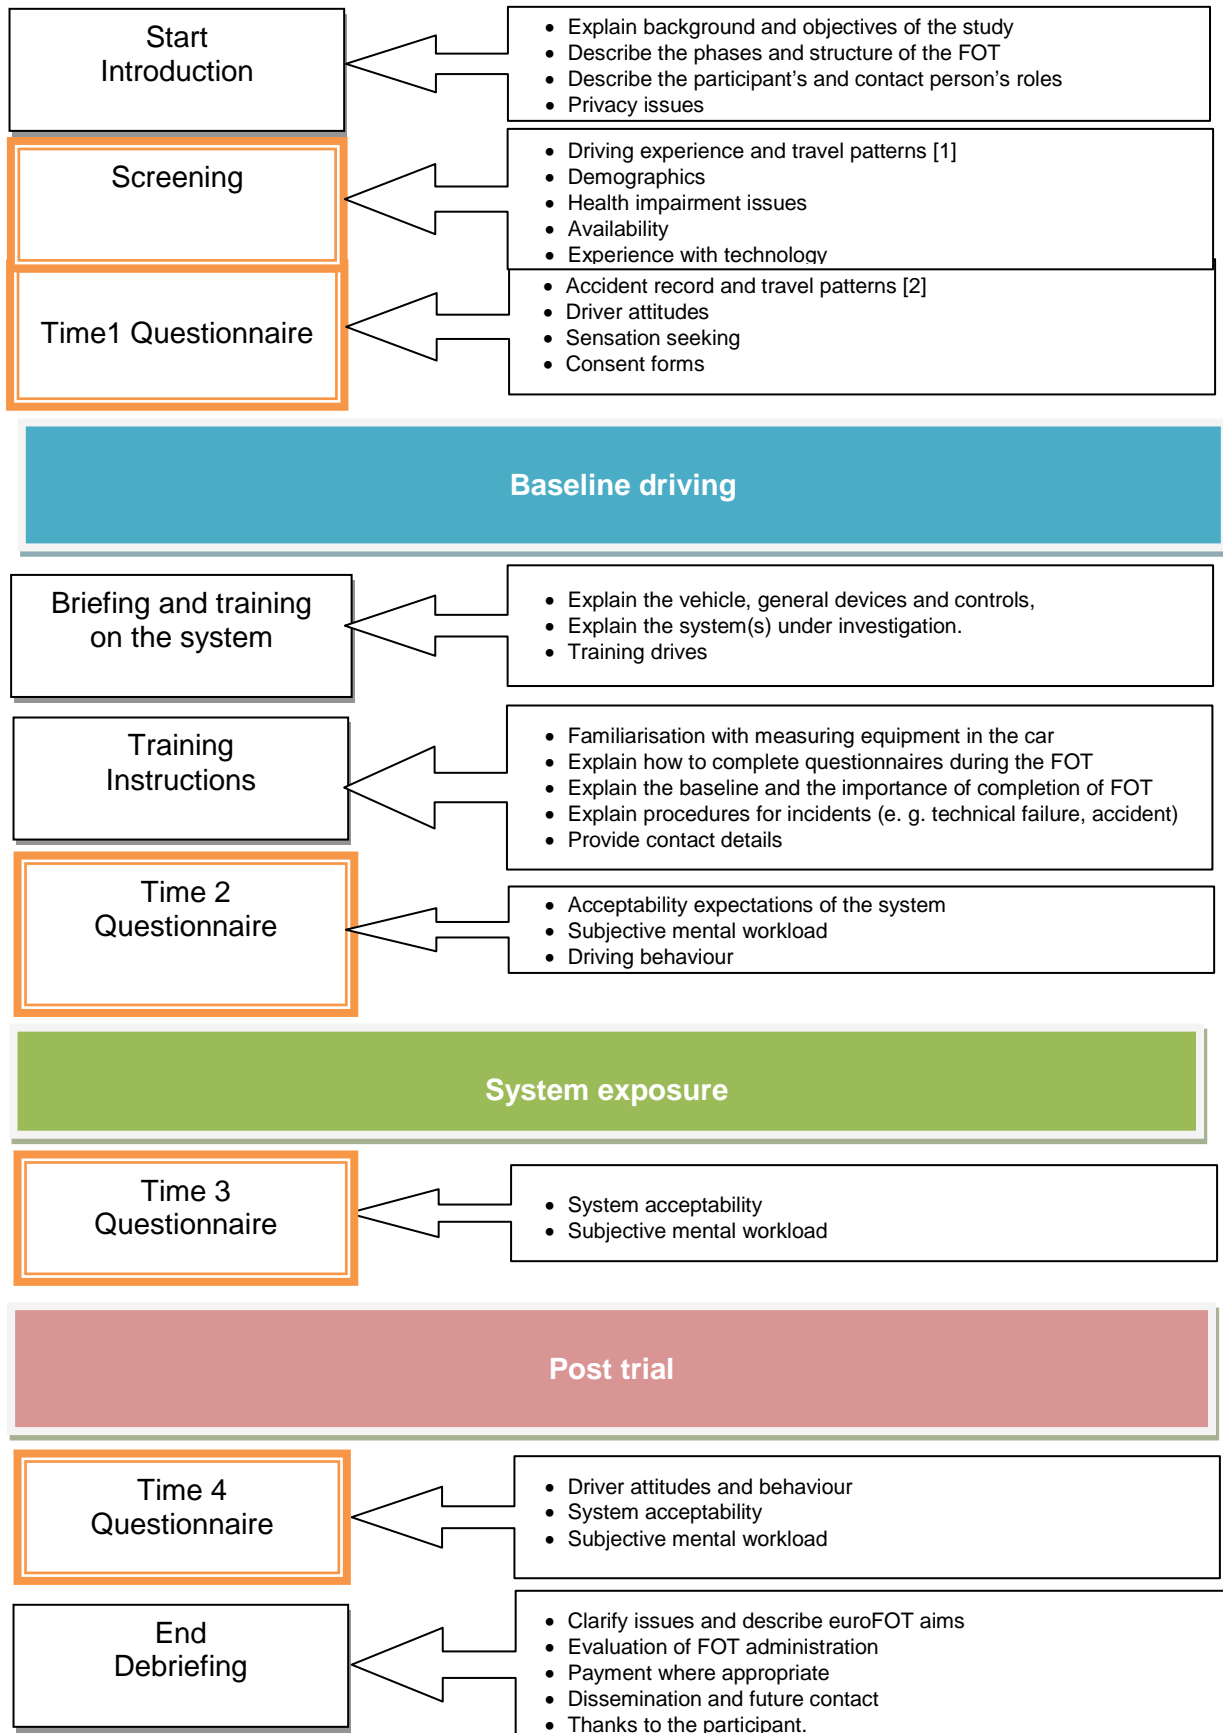 Start
Introduction
• Explain background and objectives of the study
• Describe the phases and structure of the FOT
• Describe the participant's and contact person's roles
• Privacy issues
Screening
• Driving experience and travel patterns [1]
• Demographics
• Health impairment issues
• Availability
• Experience with technology
Time1 Questionnaire
• Accident record and travel patterns [2]
• Driver attitudes
• Sensation seeking
• Consent forms
Baseline driving
Briefing and training
on the system
• Explain the vehicle, general devices and controls,
• Explain the system(s) under investigation.
• Training drives
Training
Instructions
• Familiarisation with measuring equipment in the car
• Explain how to complete questionnaires during the FOT
• Explain the baseline and the importance of completion of FOT
• Explain procedures for incidents (e. g. technical failure, accident)
• Provide contact details
Time 2
Questionnaire
• Acceptability expectations of the system
• Subjective mental workload
• Driving behaviour
System exposure
Time 3
Questionnaire
• System acceptability
• Subjective mental workload
Post trial
Time 4
Questionnaire
• Driver attitudes and behaviour
• System acceptability
• Subjective mental workload
End
Debriefing
• Clarify issues and describe euroFOT aims
• Evaluation of FOT administration
• Payment where appropriate
• Dissemination and future contact
• Thanks to the participant.